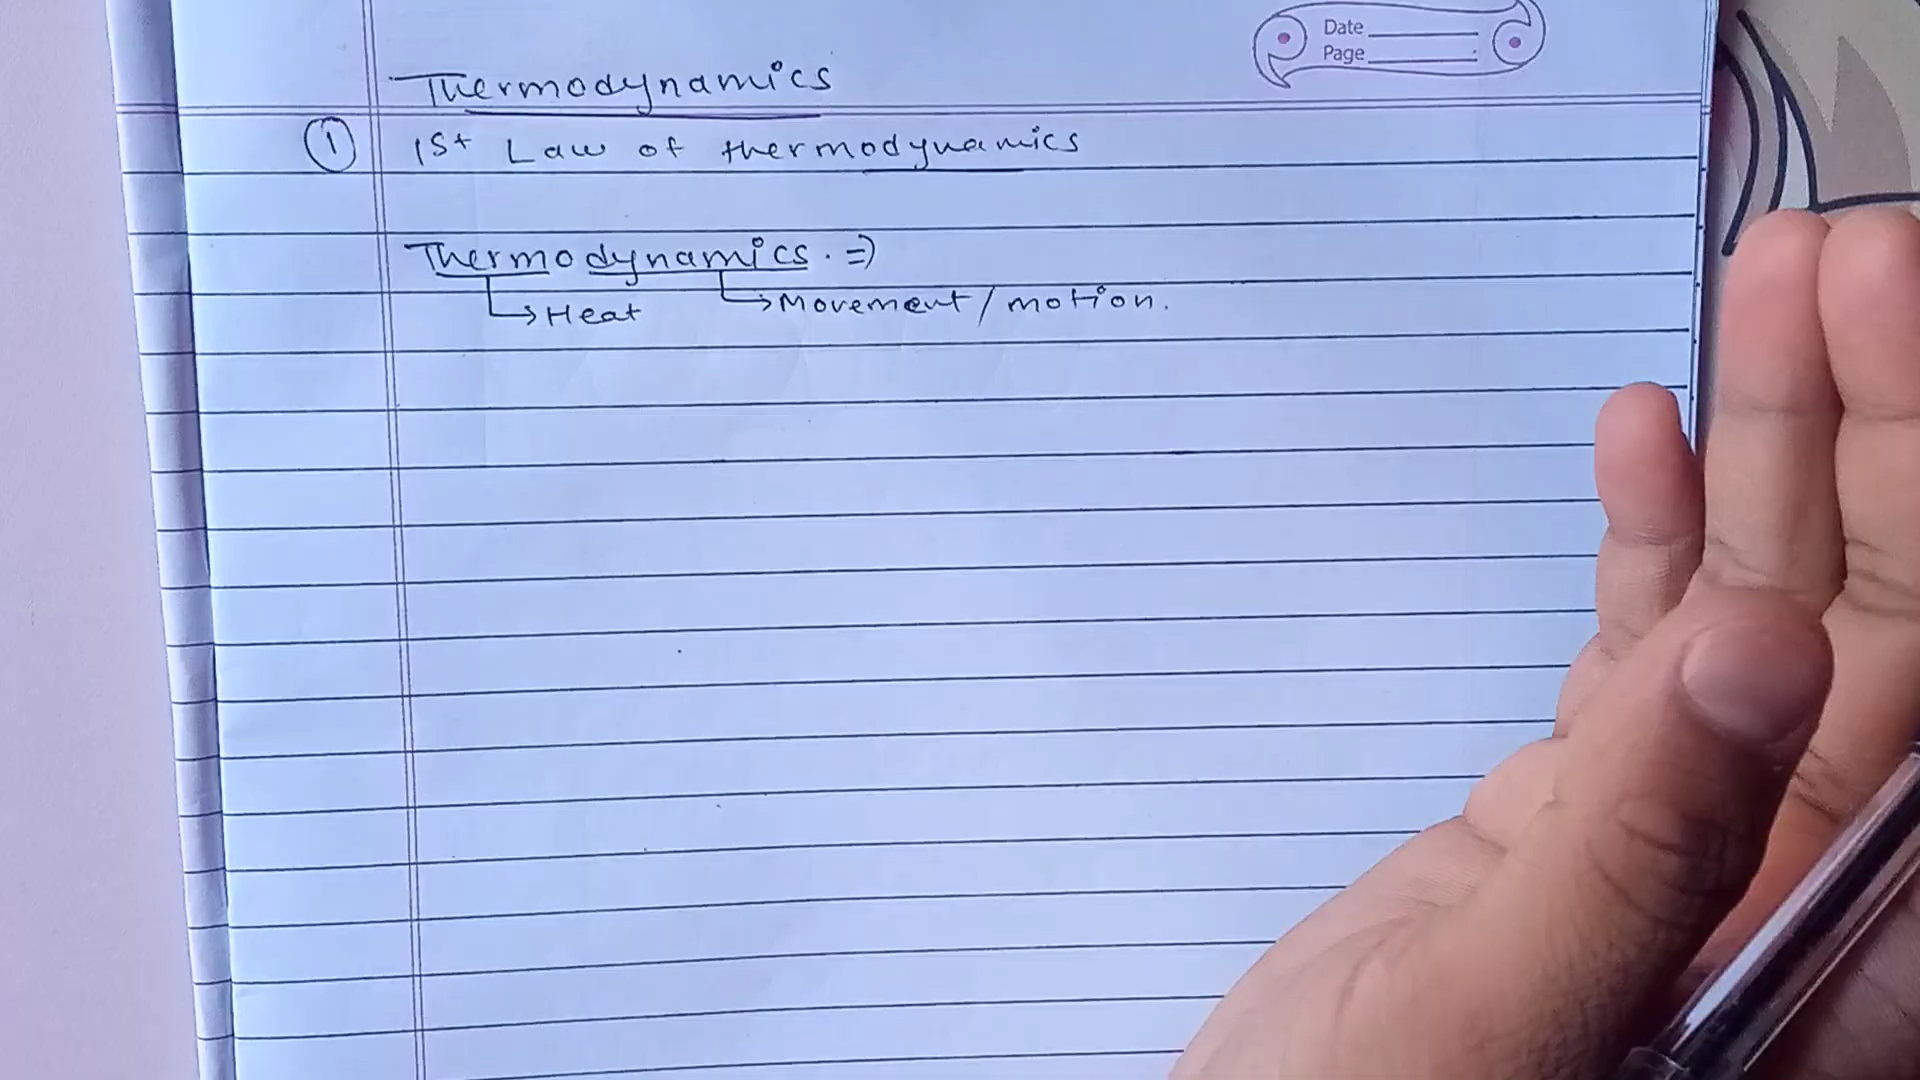 Date
Page
Thermodynamics
① 1st Law of thermodynamics
Thermodynamics. =>
Heat
Movement / motion.